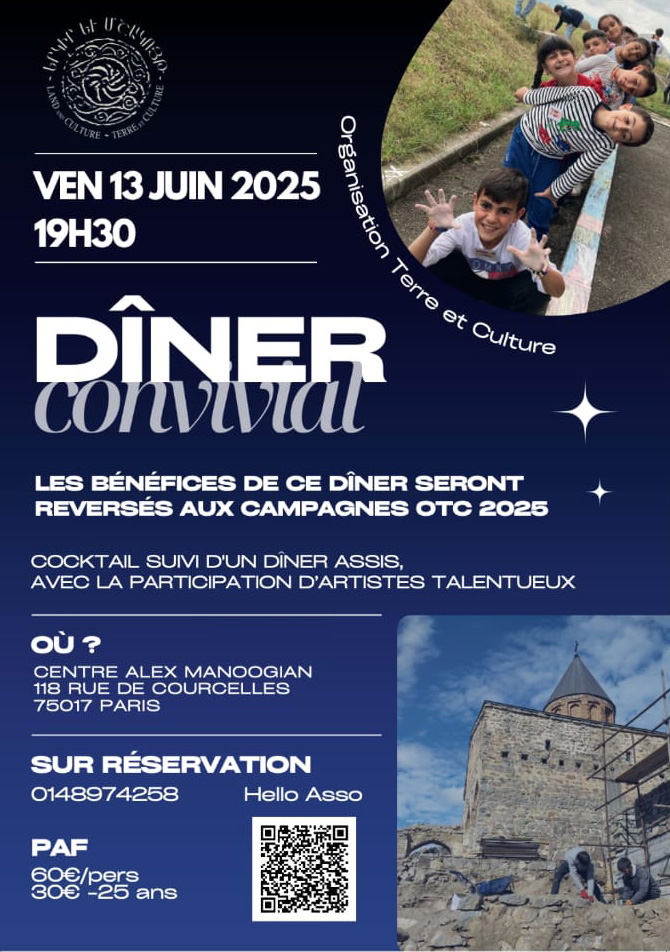 ԵՐԿԻՐ ԵՒ ՄՇԱԿՈՅԹ
LAND AND CULTURE - TERRE ET CULTURE
VEN 13 JUIN 2025
19H30
Organisation Terre et Culture
DÎNER
convivial
LES BÉNÉFICES DE CE DÎNER SERONT
REVERSÉS AUX CAMPAGNES OTC 2025
COCKTAIL SUIVI D'UN DÎNER ASSIS,
AVEC LA PARTICIPATION D'ARTISTES TALENTUEUX
OÙ ?
CENTRE ALEX MANOOGIAN
118 RUE DE COURCELLES
75017 PARIS
SUR RÉSERVATION
0148974258 Hello Asso
PAF
60€/pers
30€ -25 ans